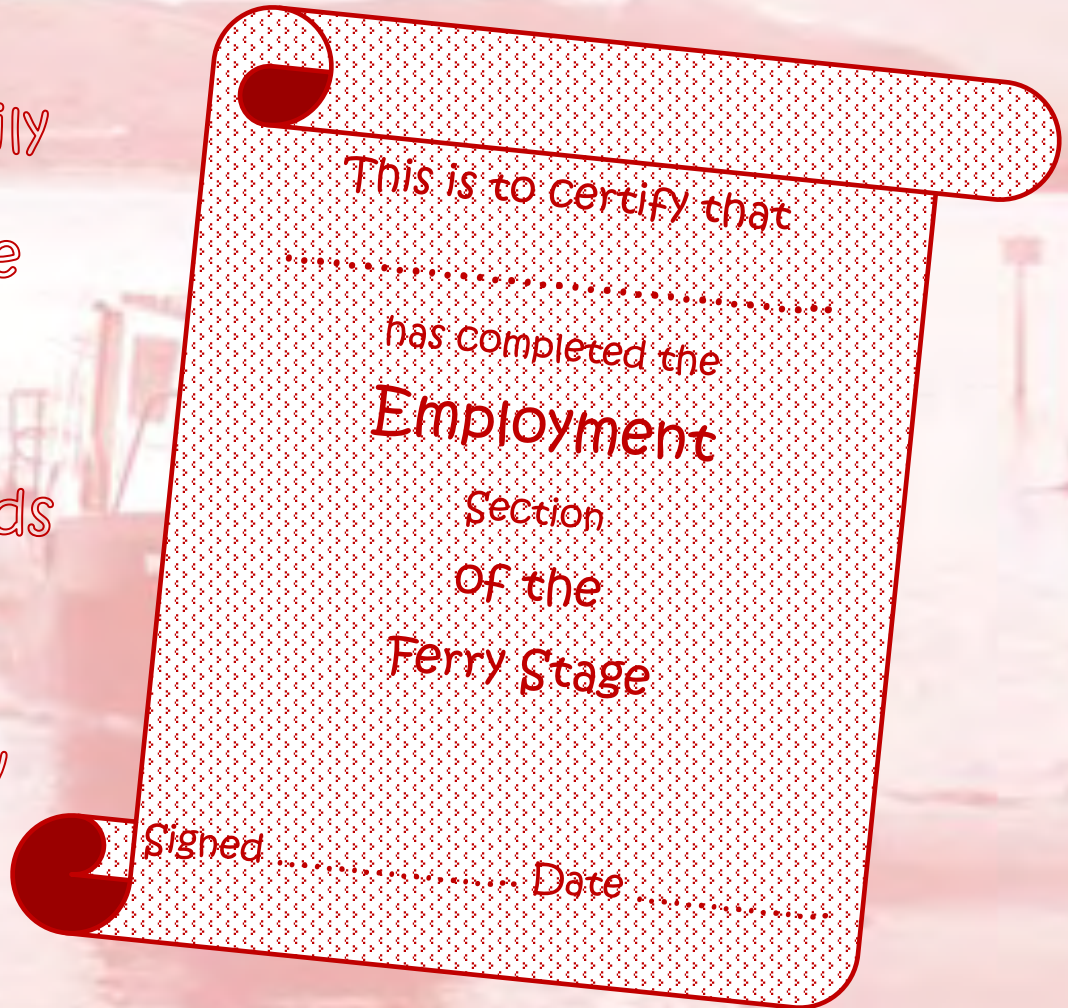 This is to certify that
has completed the
Employment
Section
of the
Ferry Stage
Signed Date